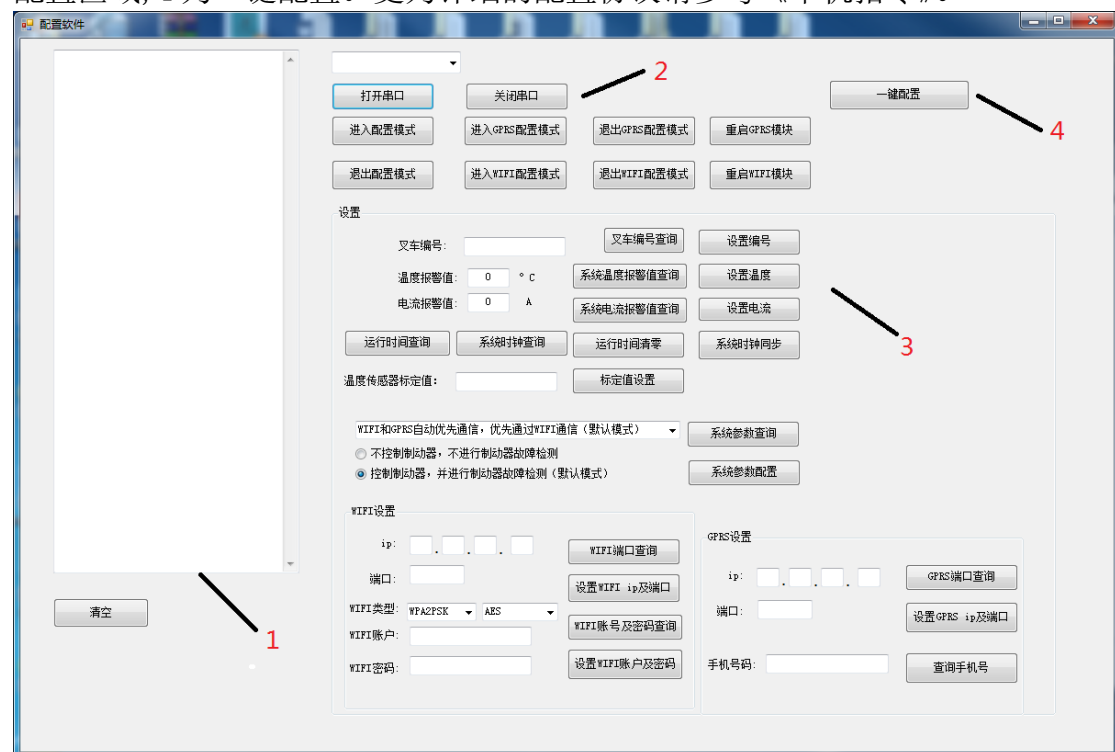 配置软件
2
打开串口 关闭串口 一键配置
4
进入配置模式 进入GPRS配置模式 退出GPRS配置模式 重启GPRS模块
退出配置模式 进入WIFI配置模式 退出WIFI配置模式 重启WIFI模块
设置
叉车编号: 叉车编号查询 设置编号
温度报警值: 0 ° C 系统温度报警值查询 设置温度
电流报警值: 0 A 系统电流报警值查询 设置电流
3
运行时间查询 系统时钟查询 运行时间清零 系统时钟同步
温度传感器标定值: 标定值设置
WIFI和GPRS自动优先通信，优先通过WIFI通信（默认模式） 系统参数查询
不控制制动器，不进行制动器故障检测
控制制动器，并进行制动器故障检测（默认模式） 系统参数配置
WIFI设置
GPRS设置
ip: . . . WIFI端口查询
ip: . . . GPRS端口查询
端口: 设置WIFI ip及端口
清空
1
WIFI类型: WPA2PSK AES
端口: 设置GPRS ip及端口
WIFI账户: WIFI账号及密码查询
WIFI密码: 设置WIFI账户及密码
手机号码: 查询手机号